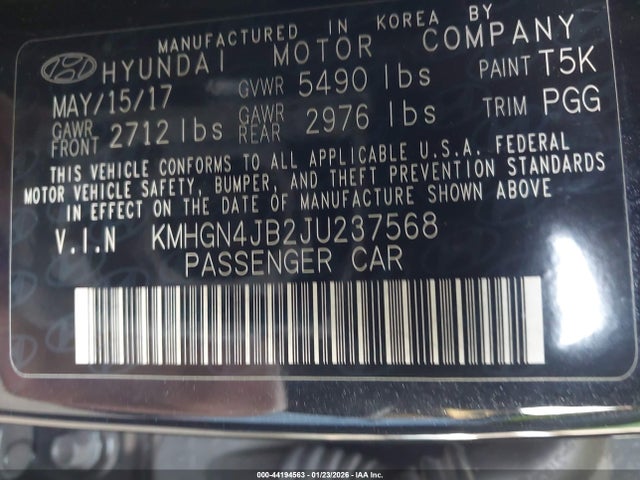 MANUFACTURED IN KOREA BY
HYUNDAI MOTOR COMPANY
MAY/15/17 GVWR 5490 lbs PAINT T5K
GAWR FRONT 2712 lbs GAWR REAR 2976 lbs TRIM PGG
THIS VEHICLE CONFORMS TO ALL APPLICABLE U.S.A. FEDERAL
MOTOR VEHICLE SAFETY, BUMPER, AND THEFT PREVENTION STANDARDS
IN EFFECT ON THE DATE OF MANUFACTURE SHOWN ABOVE
V.I.N KMHGN4JB2JU237568
PASSENGER CAR
000-44194563 - 01/23/2026 - IAA Inc.